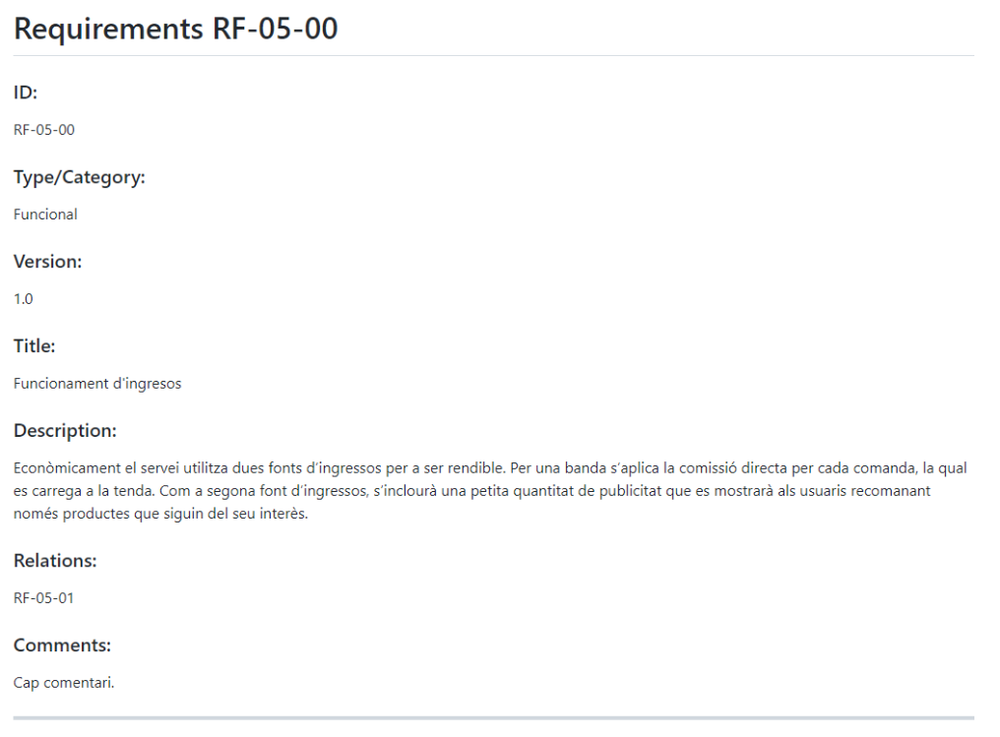 Requirements RF-05-00
ID:
RF-05-00
Type/Category:
Funcional
Version:
1.0
Title:
Funcionament d'ingresos
Description:
Econòmicament el servei utilitza dues fonts d'ingressos per a ser rendible. Per una banda s'aplica la comissió directa per cada comanda, la qual
es carrega a la tenda. Com a segona font d'ingressos, s'inclourà una petita quantitat de publicitat que es mostrarà als usuaris recomanant
només productes que siguin del seu interès.
Relations:
RF-05-01
Comments:
Cap comentari.